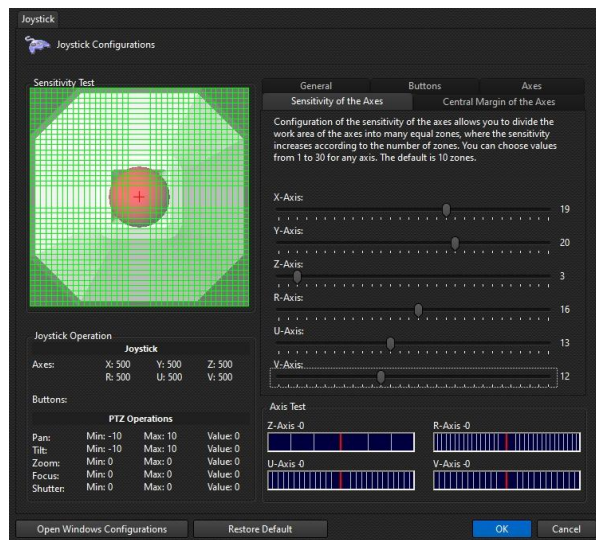 Joystick
Joystick Configurations
Sensitivity Test
General Buttons Axes
Sensitivity of the Axes Central Margin of the Axes
Configuration of the sensitivity of the axes allows you to divide the
work area of the axes into many equal zones, where the sensitivity
increases according to the number of zones. You can choose values
from 1 to 30 for any axis. The default is 10 zones.
X-Axis:
19
Y-Axis:
20
Z-Axis:
3
R-Axis:
16
U-Axis:
13
V-Axis:
12
Joystick Operation
Joystick
Axes: X: 500 Y: 500 Z: 500
R: 500 U: 500 V: 500
Buttons:
PTZ Operations
Pan: Min: -10 Max: 10 Value: 0
Tilt: Min: -10 Max: 10 Value: 0
Zoom: Min: 0 Max: 0 Value: 0
Focus: Min: 0 Max: 0 Value: 0
Shutter: Min: 0 Max: 0 Value: 0
Axis Test
Z-Axis -0 R-Axis -0
U-Axis -0 V-Axis -0
Open Windows Configurations Restore Default OK Cancel